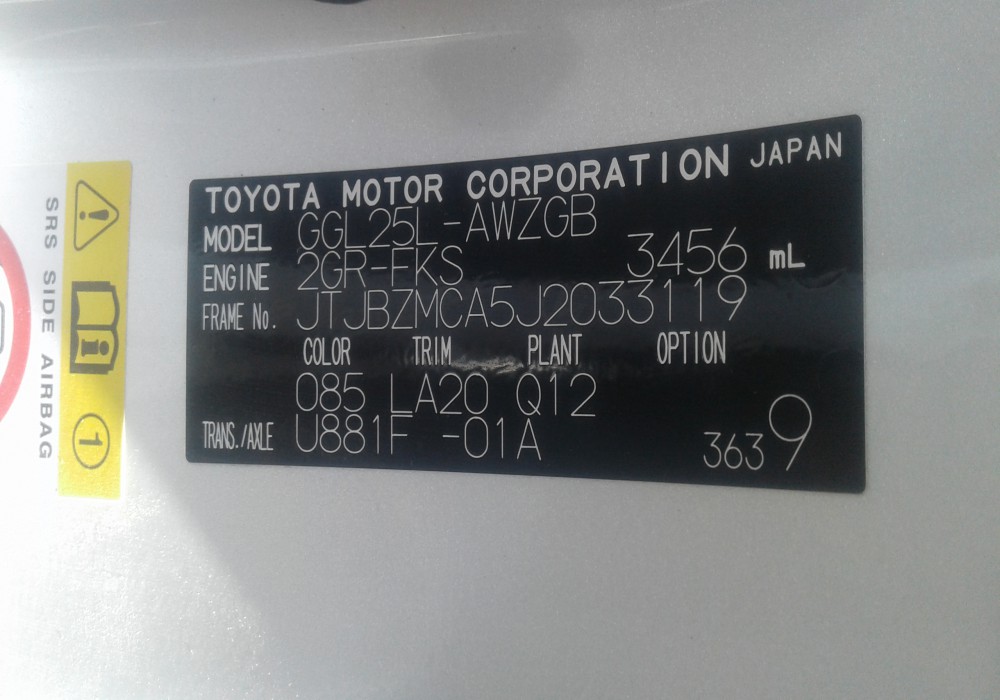 TOYOTA MOTOR CORPORATION JAPAN
MODEL GGL25L-AWZGB
ENGINE 2GR-FKS 3456 mL
FRAME No. JTJBZMCA5J2033119
COLOR TRIM PLANT OPTION
085 LA20 Q12
TRANS./AXLE U881F -01A 3639
SRS SIDE AIRBAG
1